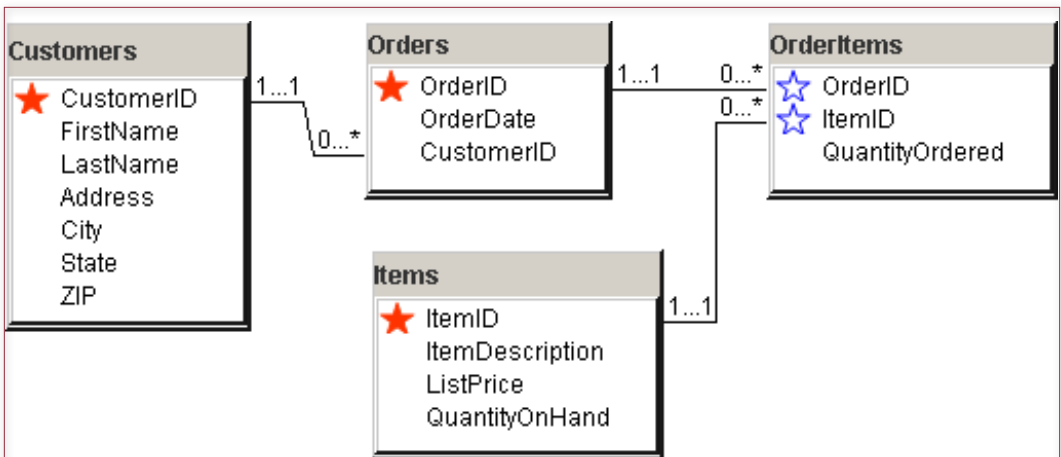 Customers
CustomerID
FirstName
LastName
Address
City
State
ZIP
1...1
0...*
Orders
OrderID
OrderDate
CustomerID
1...1
0...*
0...*
OrderItems
OrderID
ItemID
QuantityOrdered
Items
ItemID
ItemDescription
ListPrice
QuantityOnHand
1...1